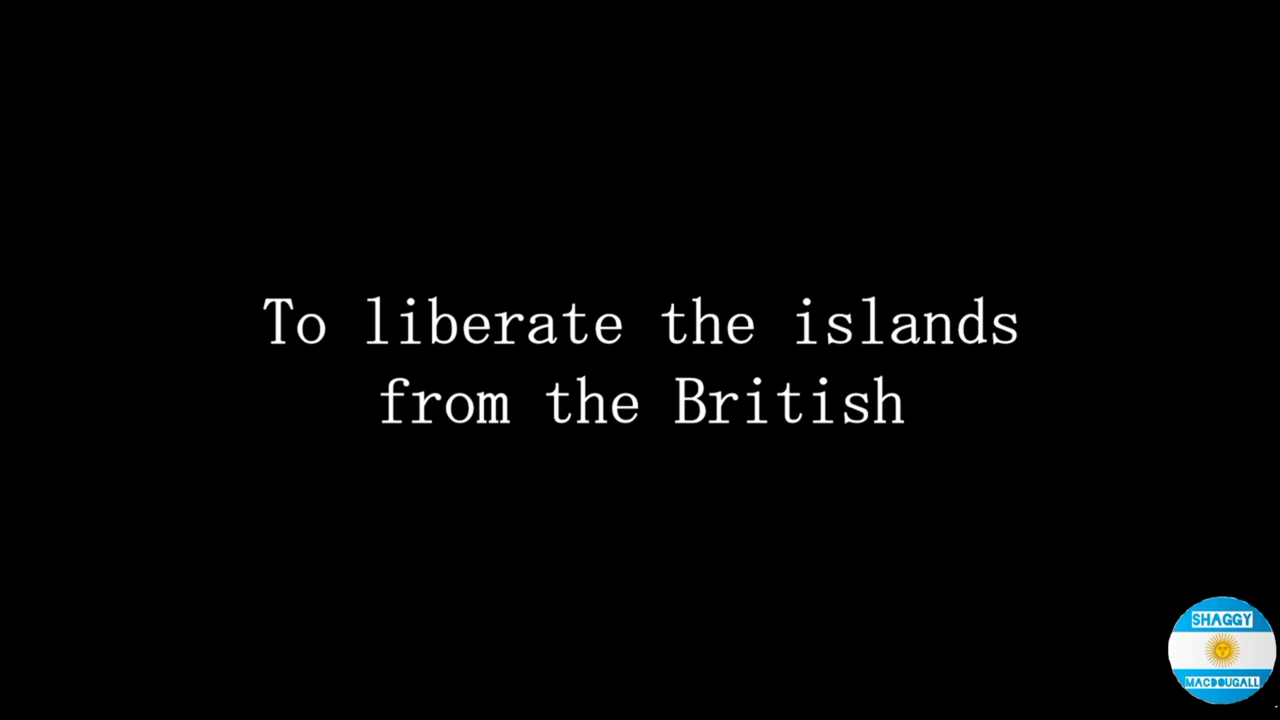 To liberate the islands
from the British
SHAGGY
MACDOUGALL